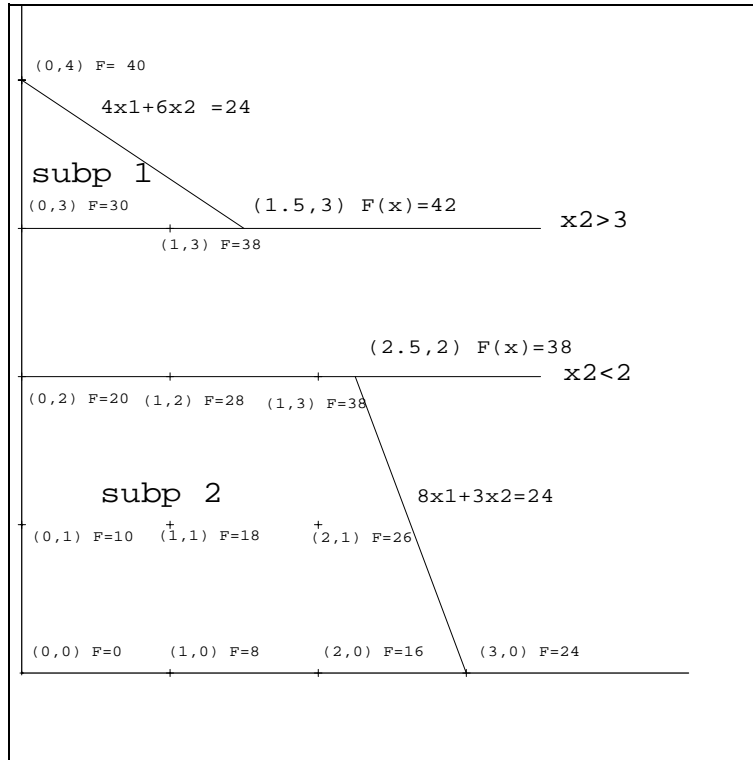 (0,4) F= 40
4x1+6x2 =24
subp 1
(0,3) F=30
(1.5,3) F(x)=42
x2>3
(1,3) F=38
(2.5,2) F(x)=38
x2<2
(0,2) F=20
(1,2) F=28
(1,3) F=38
subp 2
8x1+3x2=24
(0,1) F=10
(1,1) F=18
(2,1) F=26
(0,0) F=0
(1,0) F=8
(2,0) F=16
(3,0) F=24